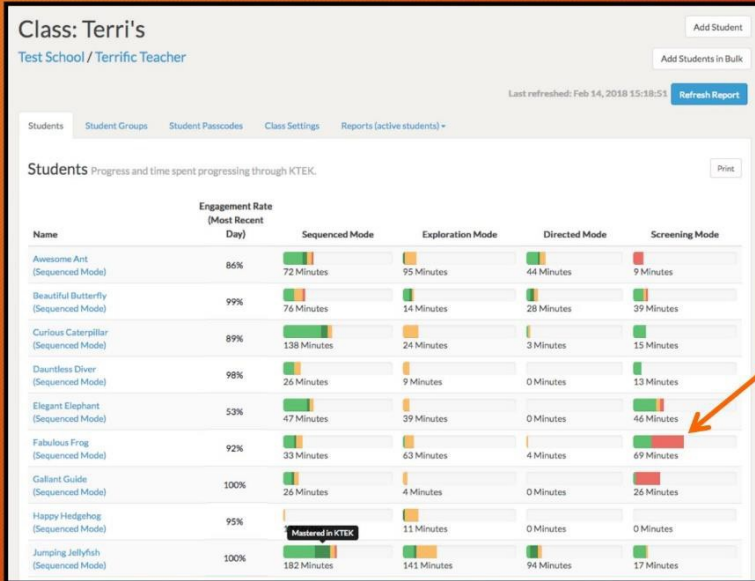 Class: Terri's
Add Student
Test School / Terrific Teacher
Add Students in Bulk
Last refreshed: Feb 14, 2018 15:18:51 Refresh Report
Students Student Groups Student Passcodes Class Settings Reports (active students)
Students Progress and time spent progressing through KTEK. Print
Engagement Rate
(Most Recent
Name Day) Sequenced Mode Exploration Mode Directed Mode Screening Mode
Awesome Ant
(Sequenced Mode) 86% 72 Minutes 95 Minutes 44 Minutes 9 Minutes
Beautiful Butterfly
(Sequenced Mode) 99% 76 Minutes 14 Minutes 28 Minutes 39 Minutes
Curious Caterpillar
(Sequenced Mode) 89% 138 Minutes 24 Minutes 3 Minutes 15 Minutes
Dauntless Diver
(Sequenced Mode) 98% 26 Minutes 9 Minutes 0 Minutes 13 Minutes
Elegant Elephant
(Sequenced Mode) 53% 47 Minutes 39 Minutes 0 Minutes 46 Minutes
Fabulous Frog
(Sequenced Mode) 92% 33 Minutes 63 Minutes 4 Minutes 69 Minutes
Gallant Guide
(Sequenced Mode) 100% 26 Minutes 4 Minutes 0 Minutes 26 Minutes
Happy Hedgehog
(Sequenced Mode) 95% 11 Minutes 0 Minutes 0 Minutes
Mastered in KTEK
Jumping Jellyfish
(Sequenced Mode) 100% 182 Minutes 141 Minutes 94 Minutes 17 Minutes